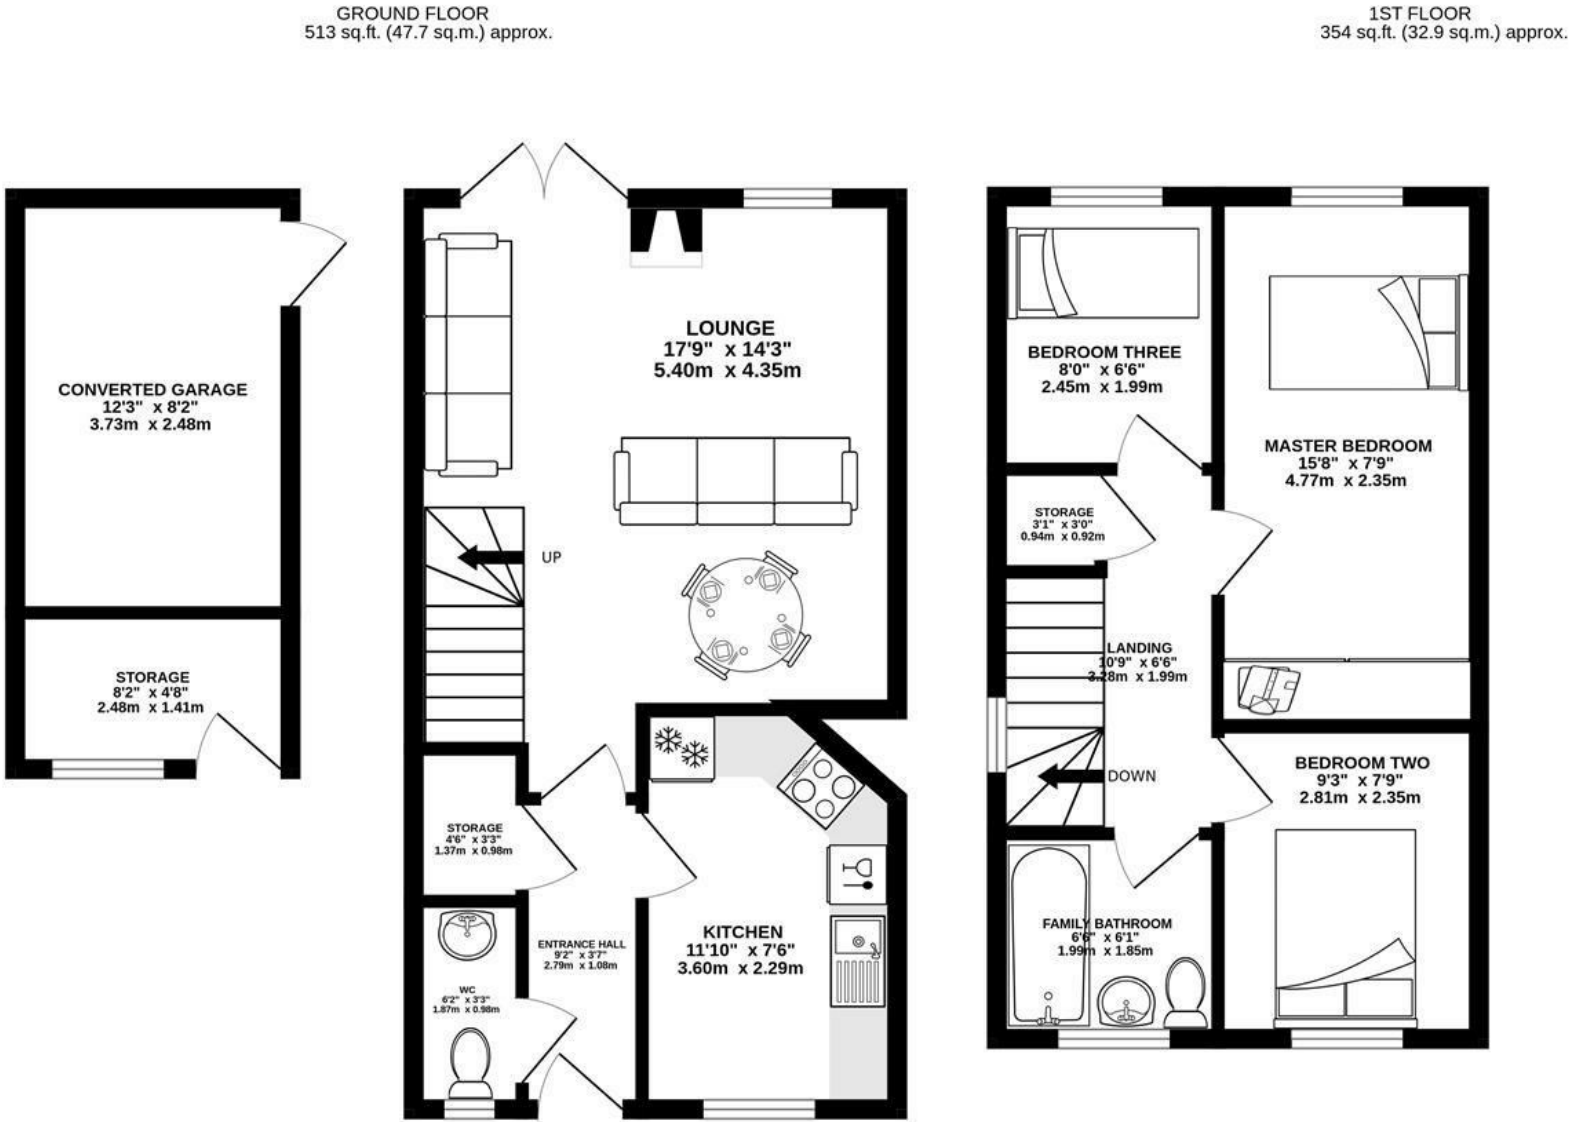 GROUND FLOOR
513 sq.ft. (47.7 sq.m.) approx.
1ST FLOOR
354 sq.ft. (32.9 sq.m.) approx.
CONVERTED GARAGE
12'3" x 8'2"
3.73m x 2.48m
STORAGE
8'2" x 4'8"
2.48m x 1.41m
LOUNGE
17'9" x 14'3"
5.40m x 4.35m
UP
STORAGE
4'6" x 3'3"
1.37m x 0.98m
ENTRANCE HALL
9'2" x 3'7"
2.79m x 1.08m
WC
6'2" x 3'3"
1.87m x 0.98m
KITCHEN
11'10" x 7'6"
3.60m x 2.29m
BEDROOM THREE
8'0" x 6'6"
2.45m x 1.99m
MASTER BEDROOM
15'8" x 7'9"
4.77m x 2.35m
STORAGE
3'1" x 3'0"
0.94m x 0.92m
LANDING
10'9" x 6'6"
3.28m x 1.99m
DOWN
BEDROOM TWO
9'3" x 7'9"
2.81m x 2.35m
FAMILY BATHROOM
6'6" x 6'1"
1.99m x 1.85m